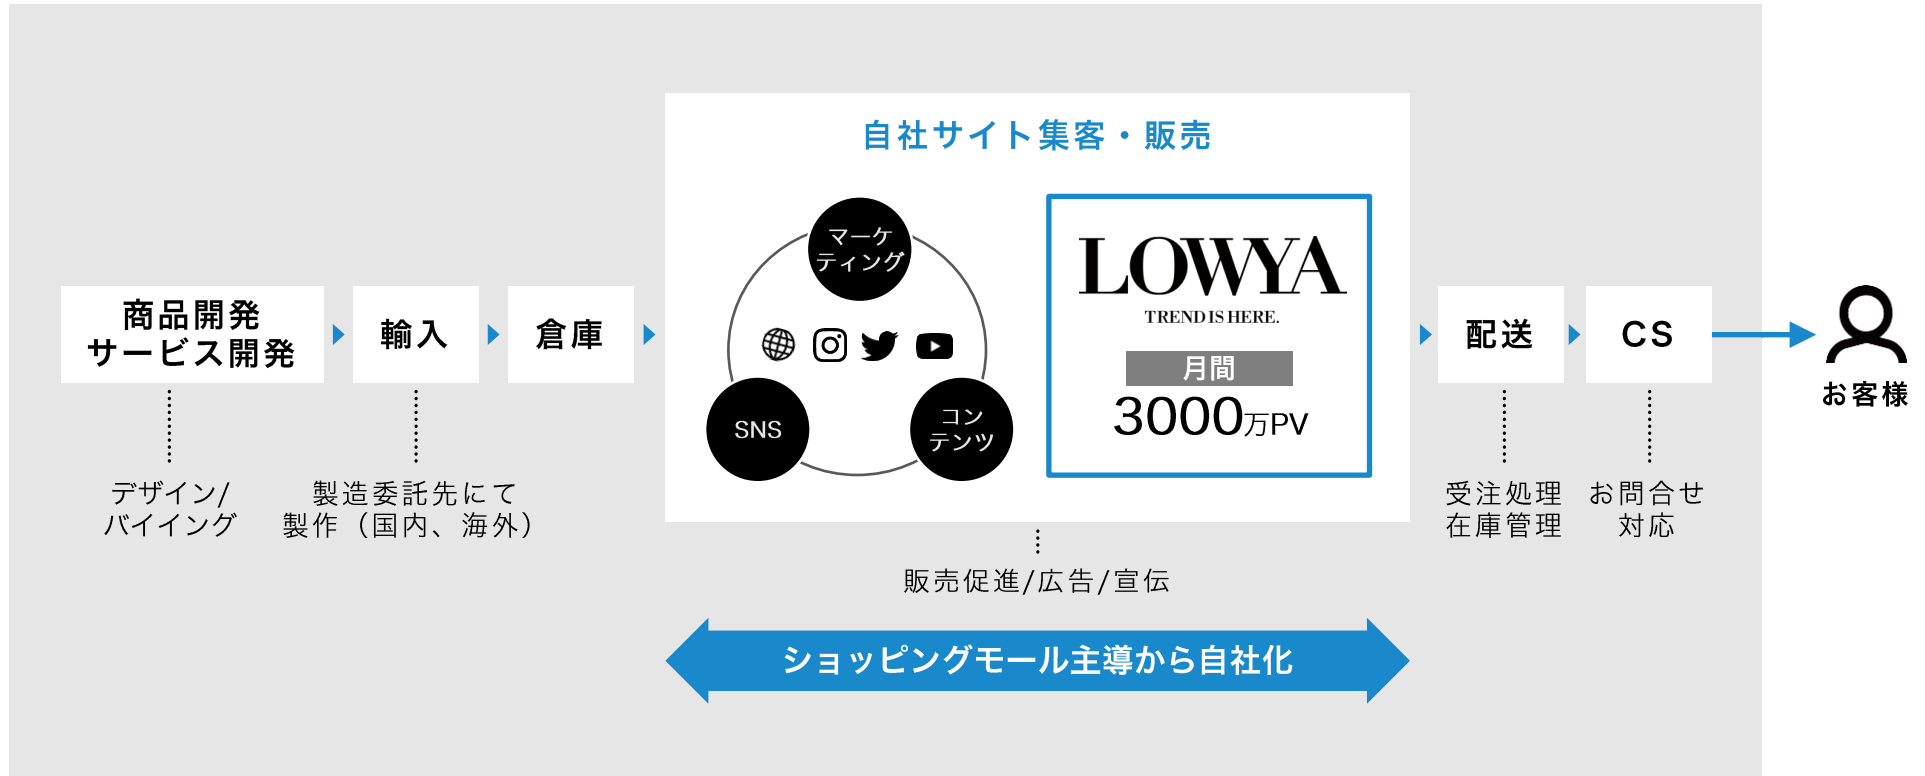 自社サイト集客・販売
マーケ
ティング
SNS
コン
テンツ
LOWYA
TREND IS HERE.
月間
3000万PV
商品開発
サービス開発
輸入
倉庫
配送
CS
お客様
デザイン/
バイイング
製造委託先にて
製作（国内、海外）
販売促進/広告/宣伝
受注処理
在庫管理
お問合せ
対応
ショッピングモール主導から自社化